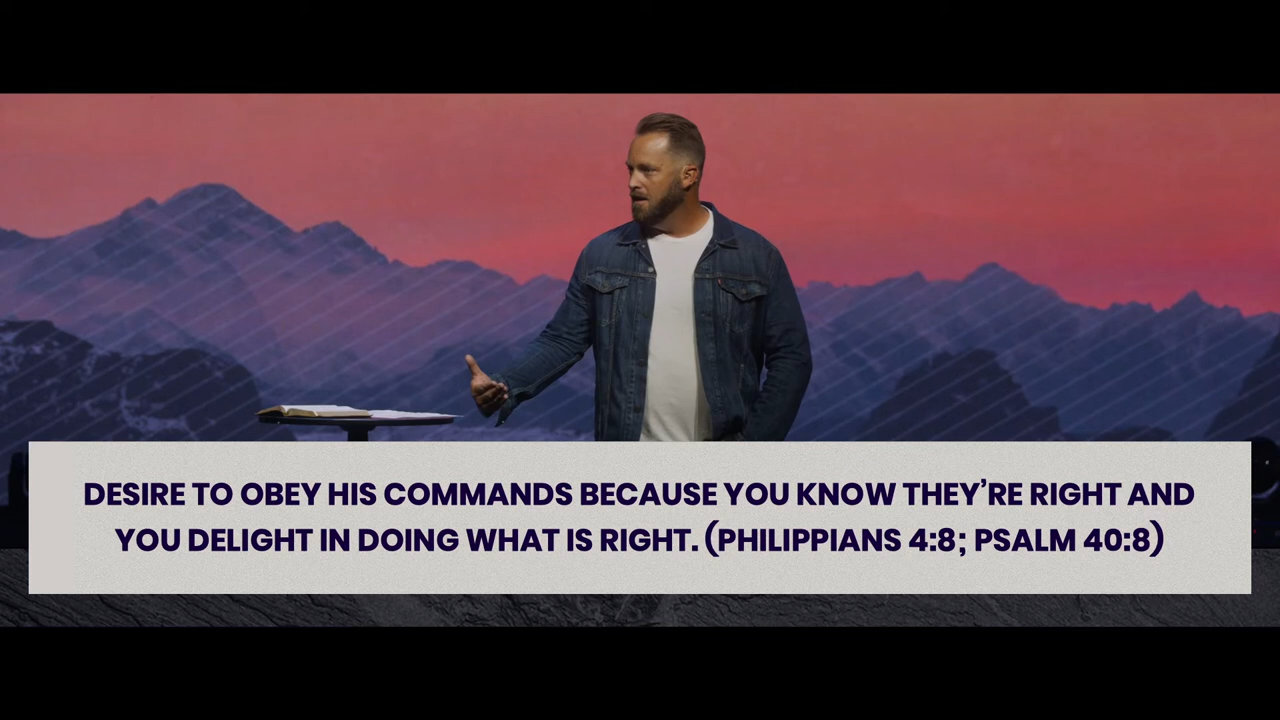 DESIRE TO OBEY HIS COMMANDS BECAUSE YOU KNOW THEY’RE RIGHT AND
YOU DELIGHT IN DOING WHAT IS RIGHT. (PHILIPPIANS 4:8; PSALM 40:8)